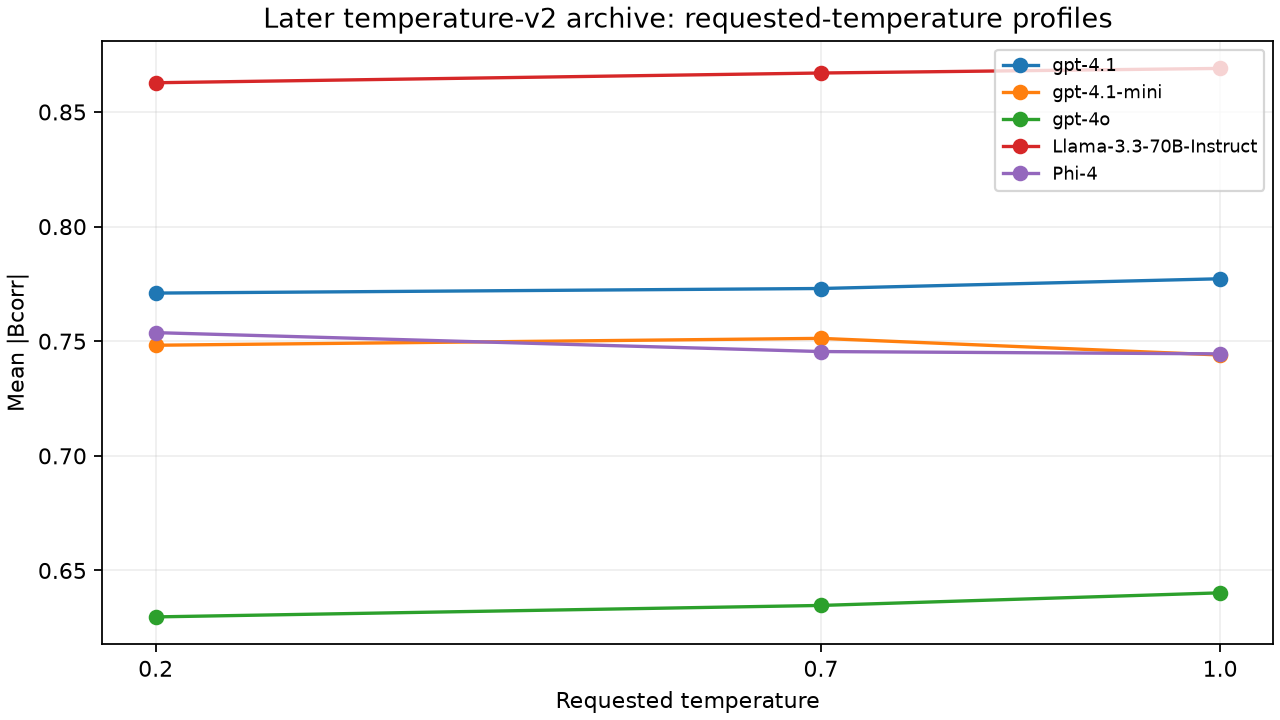 Later temperature-v2 archive: requested-temperature profiles
gpt-4.1
gpt-4.1-mini
gpt-4o
Llama-3.3-70B-Instruct
Phi-4
Mean |Bcorr|
0.85
0.80
0.75
0.70
0.65
0.2
0.7
1.0
Requested temperature